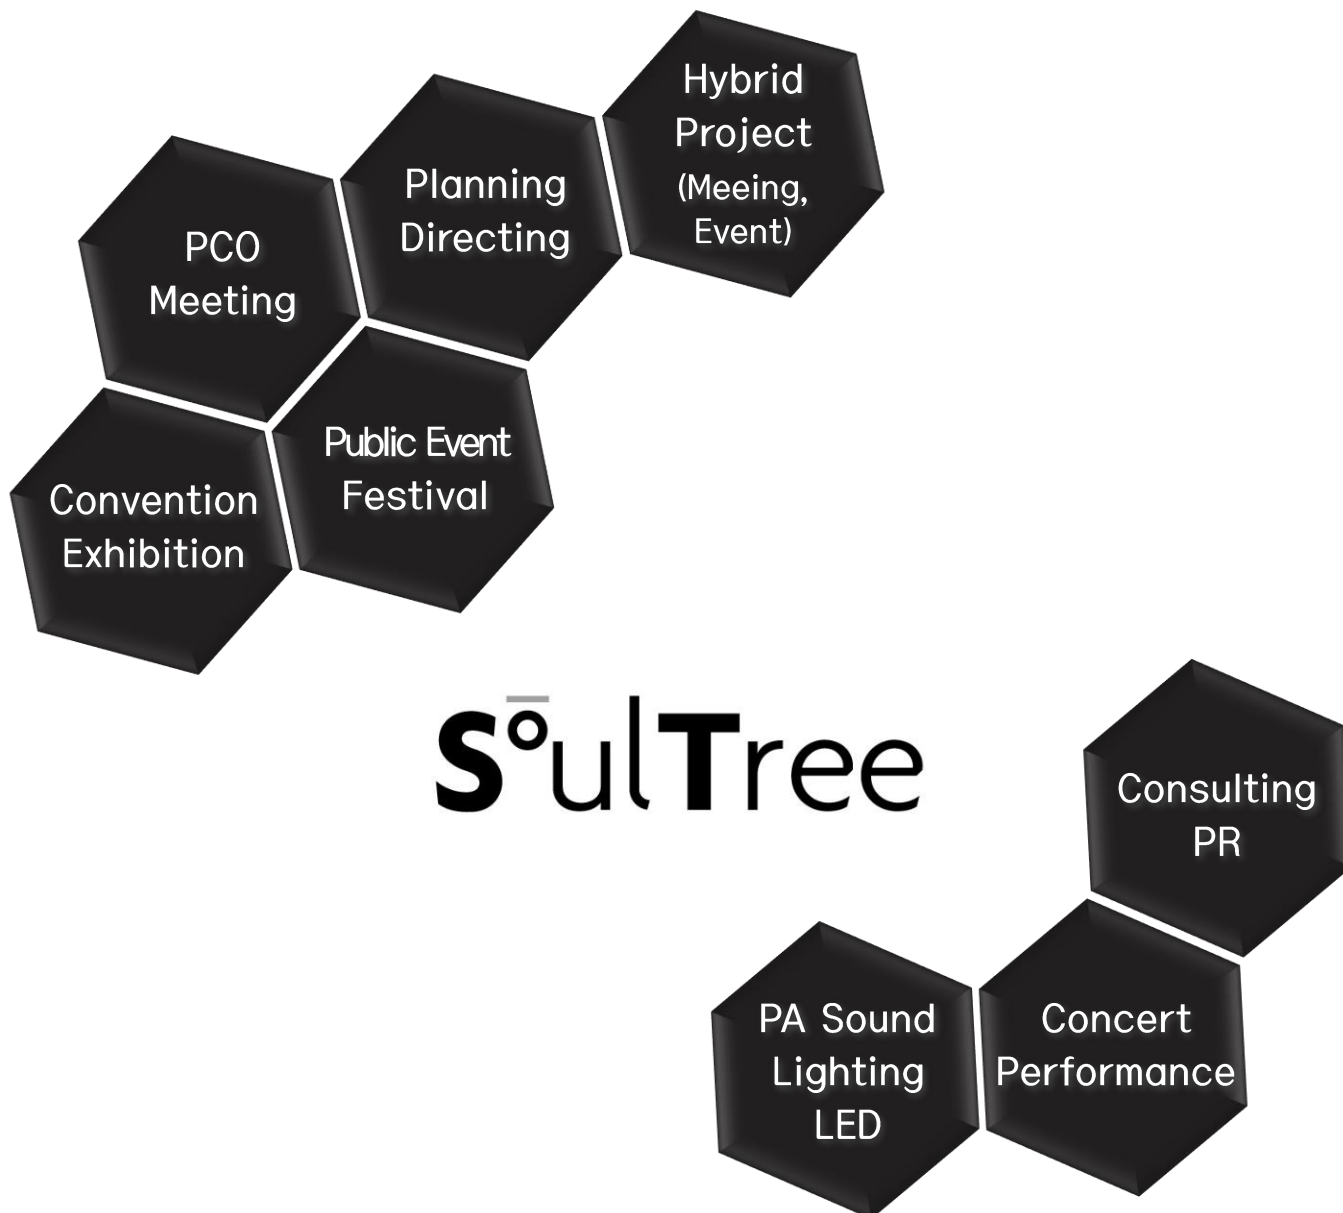 Hybrid
Project
(Meeing,
Event)
Planning
Directing
PCO
Meeting
Public Event
Festival
Convention
Exhibition
SoulTree
Consulting
PR
PA Sound
Lighting
LED
Concert
Performance